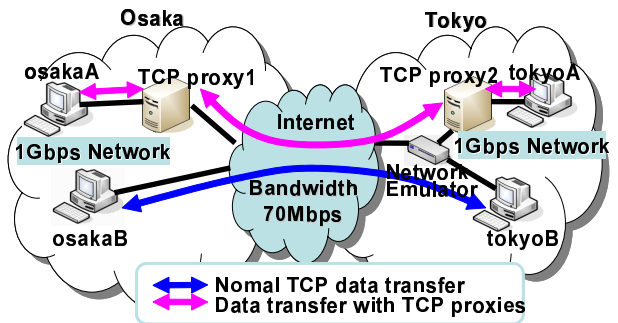 Osaka
Tokyo
osakaA
TCP proxy1
TCP proxy2
tokyoA
Internet
1Gbps Network
1Gbps Network
Network
Emulator
Bandwidth
70Mbps
osakaB
tokyoB
Nomal TCP data transfer
Data transfer with TCP proxies